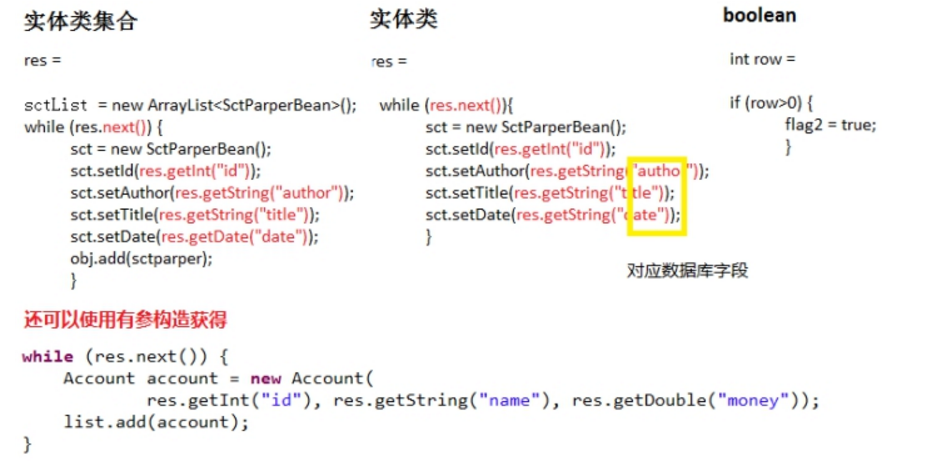 实体类集合
res =
sctList = new ArrayList<SctParperBean>();
while (res.next()) {
sct = new SctParperBean();
sct.setId(res.getInt("id"));
sct.setAuthor(res.getString("author"));
sct.setTitle(res.getString("title"));
sct.setDate(res.getDate("date"));
obj.add(sctparper);
}
实体类
res =
while (res.next()){
sct = new SctParperBean();
sct.setId(res.getInt("id"));
sct.setAuthor(res.getString("author"));
sct.setTitle(res.getString("title"));
sct.setDate(res.getString("date"));
}
对应数据库字段
boolean
int row =
if (row>0) {
flag2 = true;
}
还可以使用有参构造获得
while (res.next()) {
Account account = new Account(
res.getInt("id"), res.getString("name"), res.getDouble("money"));
list.add(account);
}